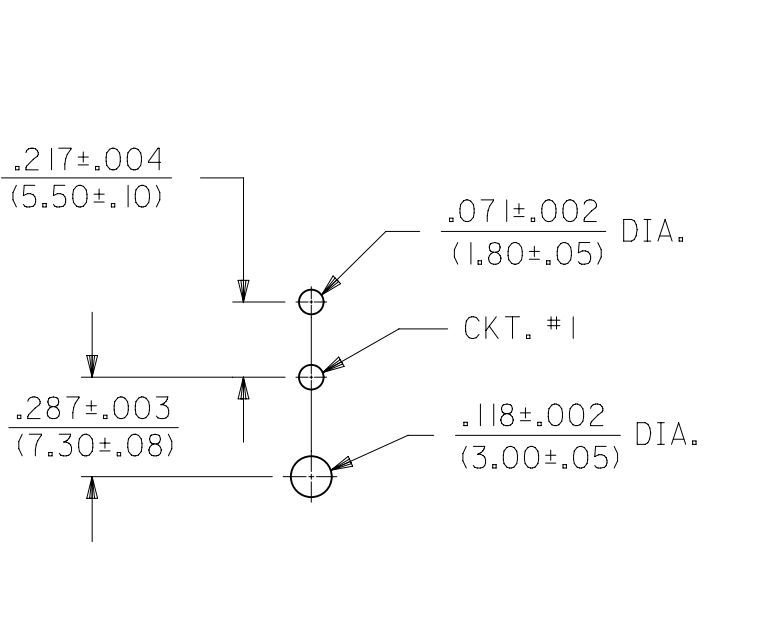 .217±.004
(5.50±.10)
.071±.002 DIA.
(1.80±.05)
CKT. #1
.287±.003
(7.30±.08)
.118±.002 DIA.
(3.00±.05)